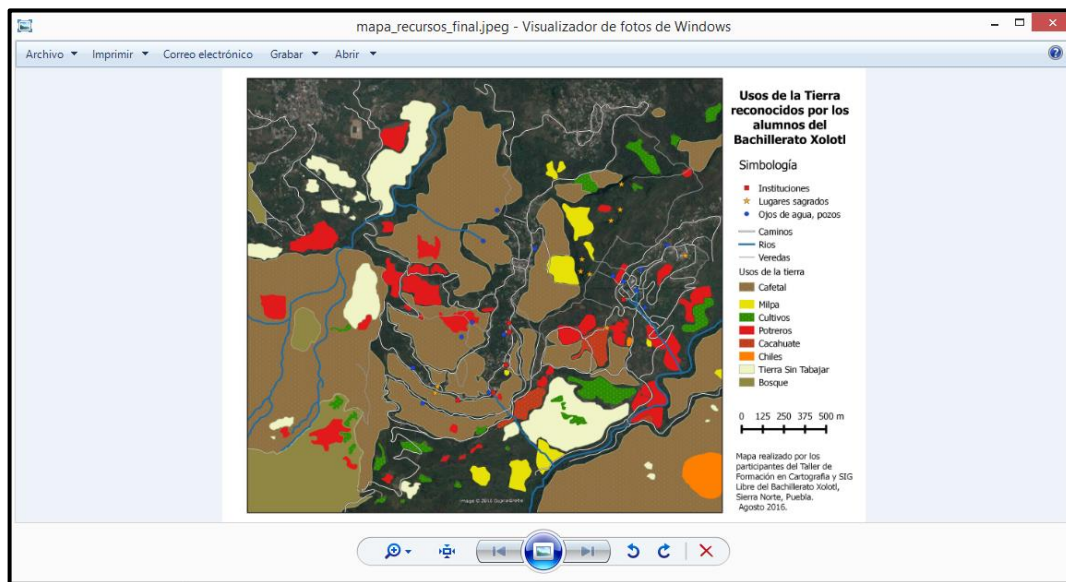 mapa_recursos_final.jpeg - Visualizador de fotos de Windows
Archivo Imprimir Correo electrónico Grabar Abrir
Usos de la Tierra
reconocidos por los
alumnos del
Bachillerato Xolotl
Simbología
Instituciones
Lugares sagrados
Ojos de agua, pozos
Caminos
Rios
Veredas
Usos de la tierra
Cafetal
Milpa
Cultivos
Potreros
Cacahuate
Chiles
Tierra Sin Tabajar
Bosque
0 125 250 375 500 m
Mapa realizado por los
participantes del Taller de
Formación en Cartografía y SIG
Libre del Bachillerato Xolotl,
Sierra Norte, Puebla.
Agosto 2016.